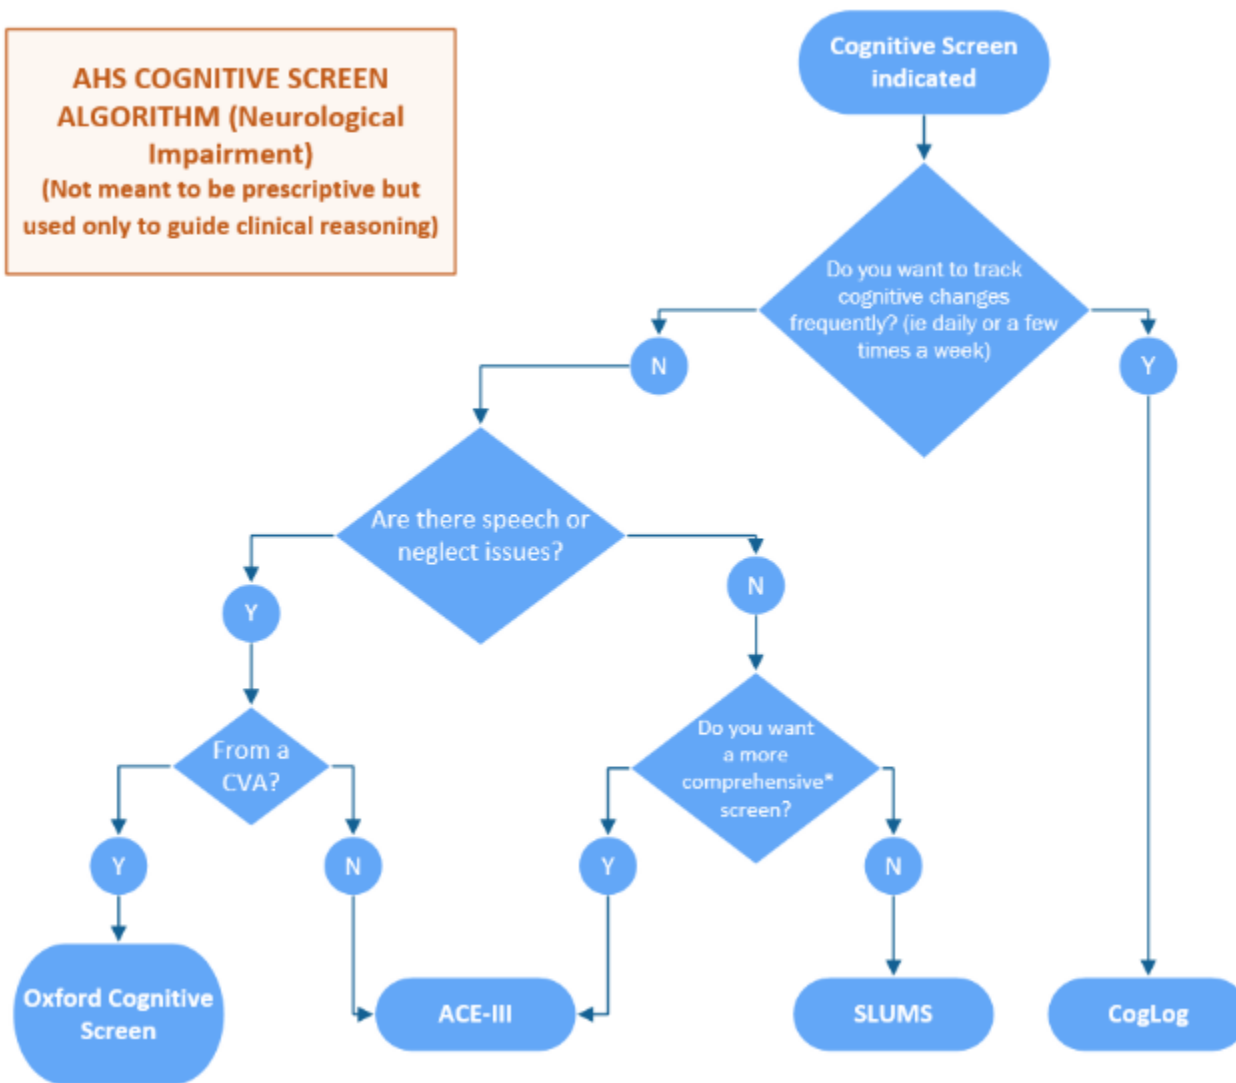 AHS COGNITIVE SCREEN
ALGORITHM (Neurological
Impairment)
(Not meant to be prescriptive but
used only to guide clinical reasoning)
Cognitive Screen
indicated
Do you want to track
cognitive changes
frequently? (ie daily or a few
times a week)
N
Y
Are there speech or
neglect issues?
Y
N
From a
CVA?
Do you want
a more
comprehensive*
screen?
Y
N
Y
N
Oxford Cognitive
Screen
ACE-III
SLUMS
CogLog